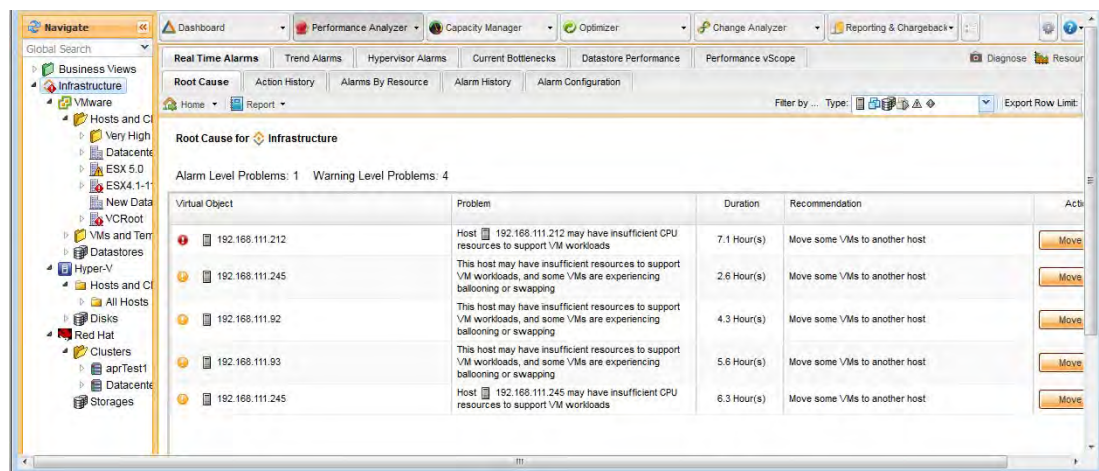 Navigate
Global Search
Business Views
Infrastructure
VMware
Hosts and Cl
Very High
Datacente
ESX 5.0
ESX4.1-1
New Data
VCRoot
VMs and Tem
Datastores
Hyper-V
Hosts and Cl
All Hosts
Disks
Red Hat
Clusters
aprTest1
Datacente
Storages
Dashboard Performance Analyzer Capacity Manager Optimizer Change Analyzer Reporting & Chargeback
Real Time Alarms Trend Alarms Hypervisor Alarms Current Bottlenecks Datastore Performance Performance vScope Diagnose Resour
Root Cause Action History Alarms By Resource Alarm History Alarm Configuration
Home Report Filter by ... Type: Export Row Limit:
Root Cause for Infrastructure
Alarm Level Problems: 1 Warning Level Problems: 4
Virtual Object Problem Duration Recommendation Acti
192.168.111.212 Host 192.168.111.212 may have insufficient CPU resources to support VM workloads 7.1 Hour(s) Move some VMs to another host Move
192.168.111.245 This host may have insufficient resources to support VM workloads, and some VMs are experiencing ballooning or swapping 2.6 Hour(s) Move some VMs to another host Move
192.168.111.92 This host may have insufficient resources to support VM workloads, and some VMs are experiencing ballooning or swapping 4.3 Hour(s) Move some VMs to another host Move
192.168.111.93 This host may have insufficient resources to support VM workloads, and some VMs are experiencing ballooning or swapping 5.6 Hour(s) Move some VMs to another host Move
192.168.111.245 Host 192.168.111.245 may have insufficient CPU resources to support VM workloads 6.3 Hour(s) Move some VMs to another host Move